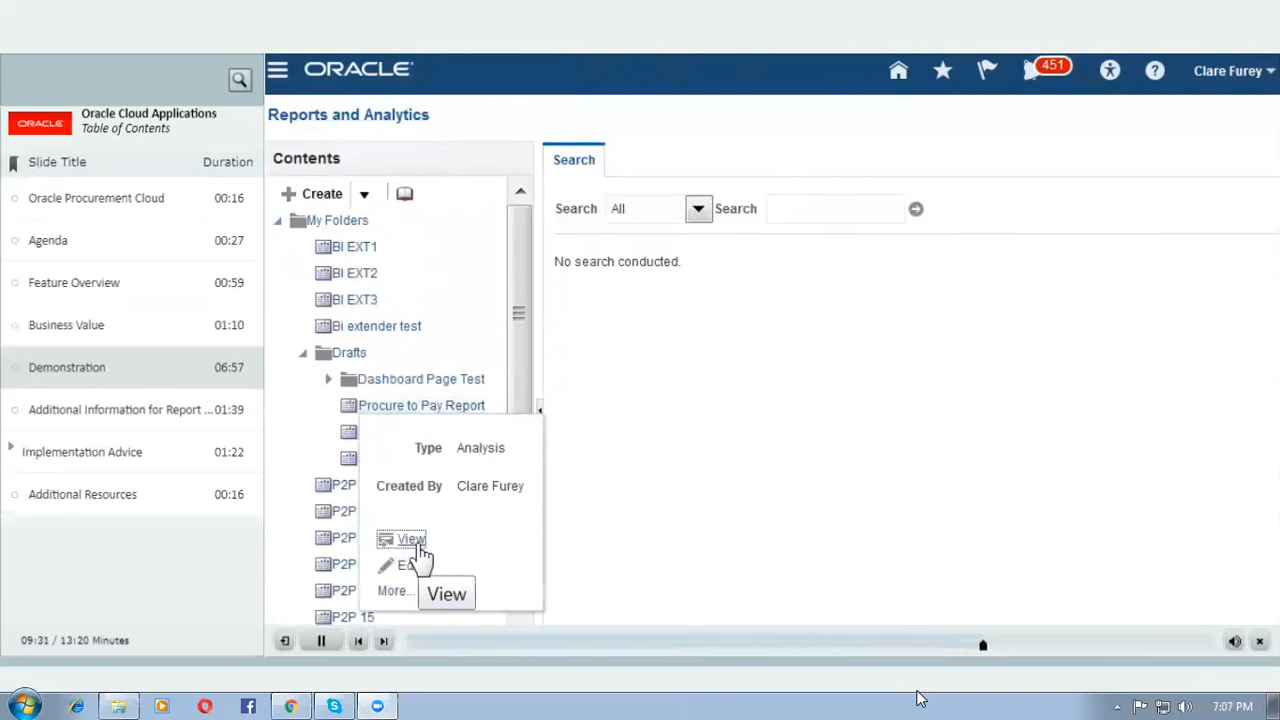 ORACLE
Oracle Cloud Applications
Table of Contents
Slide Title Duration
Oracle Procurement Cloud 00:16
Agenda 00:27
Feature Overview 00:59
Business Value 01:10
Demonstration 06:57
Additional Information for Report ... 01:39
Implementation Advice 01:22
Additional Resources 00:16
09:31 / 13:20 Minutes
ORACLE
451
Clare Furey
Reports and Analytics
Contents
Create
My Folders
BI EXT1
BI EXT2
BI EXT3
Bi extender test
Drafts
Dashboard Page Test
Procure to Pay Report
Type Analysis
Created By Clare Furey
View
More...
View
P2P
P2P
P2P
P2P
P2P
P2P 15
Search
Search All Search
No search conducted.
7:07 PM